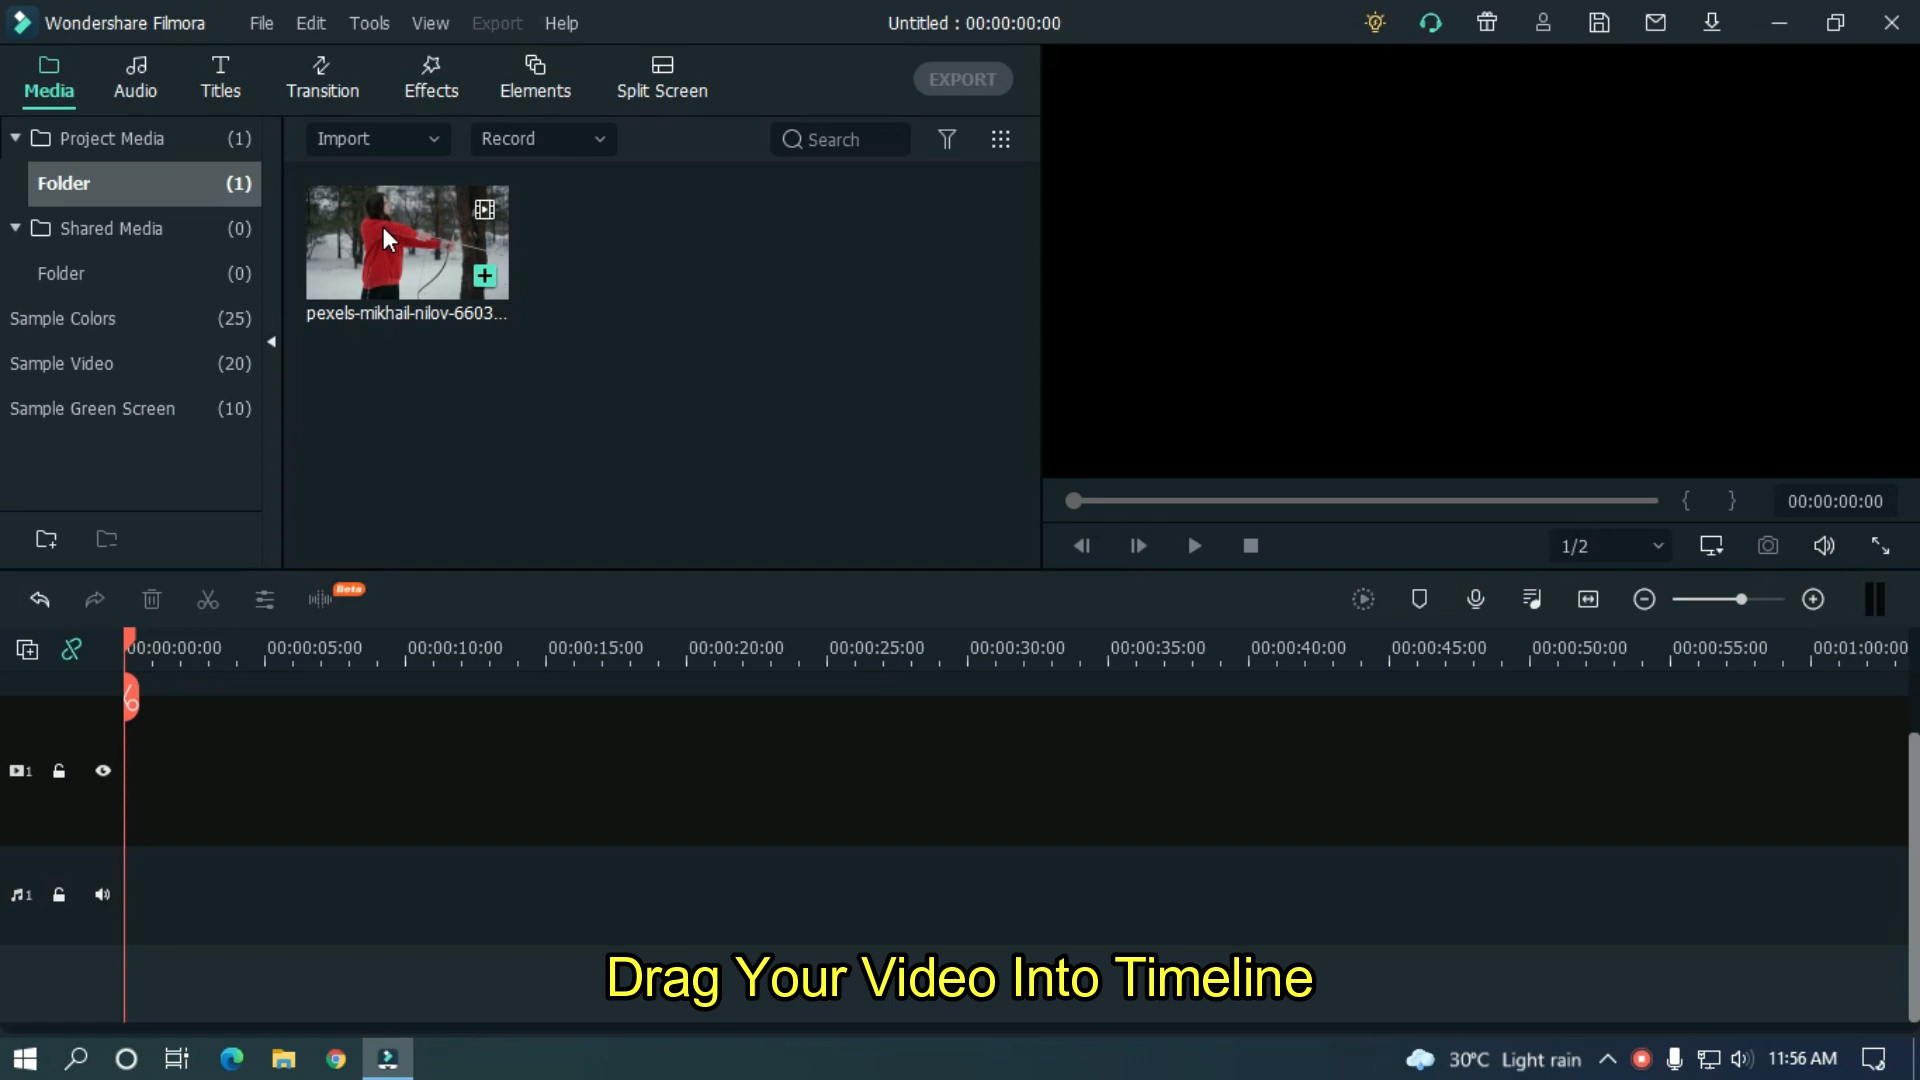 Wondershare Filmora File Edit Tools View Export Help Untitled : 00:00:00:00
Media Audio Titles Transition Effects Elements Split Screen EXPORT
Project Media (1)
Folder (1)
Shared Media (0)
Folder (0)
Sample Colors (25)
Sample Video (20)
Sample Green Screen (10)
Import Record Search
pexels-mikhail-nilov-6603...
{ } 00:00:00:00
1/2
Beta
00:00:00:00 00:00:05:00 00:00:10:00 00:00:15:00 00:00:20:00 00:00:25:00 00:00:30:00 00:00:35:00 00:00:40:00 00:00:45:00 00:00:50:00 00:00:55:00 00:01:00:00
1
1
Drag Your Video Into Timeline
30°C Light rain 11:56 AM